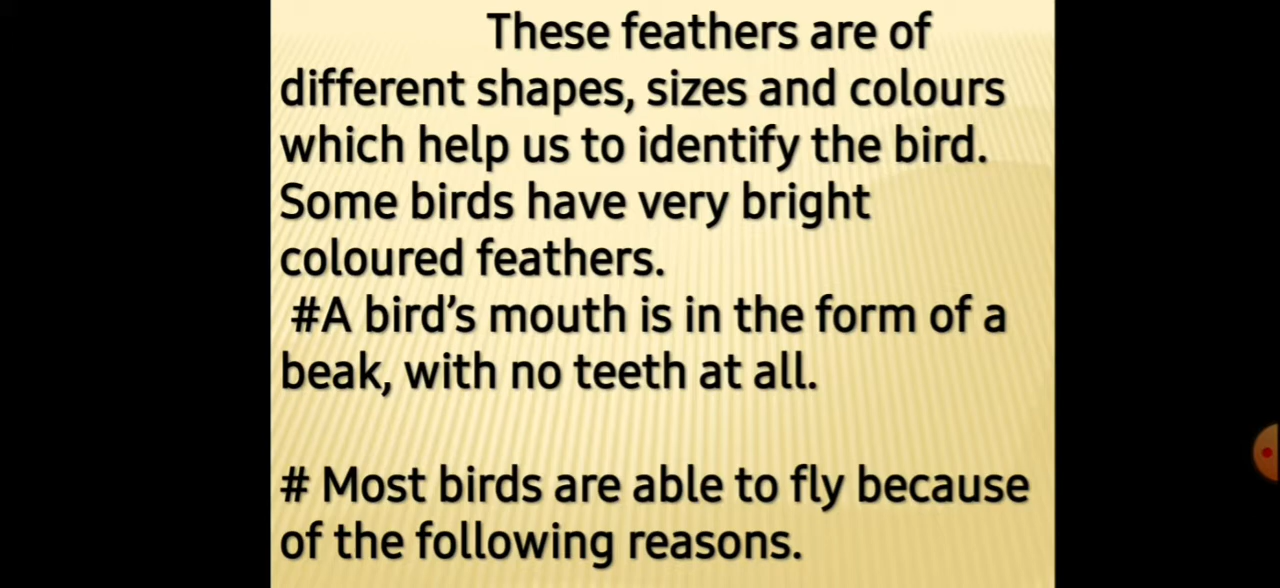 These feathers are of
different shapes, sizes and colours
which help us to identify the bird.
Some birds have very bright
coloured feathers.
#A bird’s mouth is in the form of a
beak, with no teeth at all.
# Most birds are able to fly because
of the following reasons.